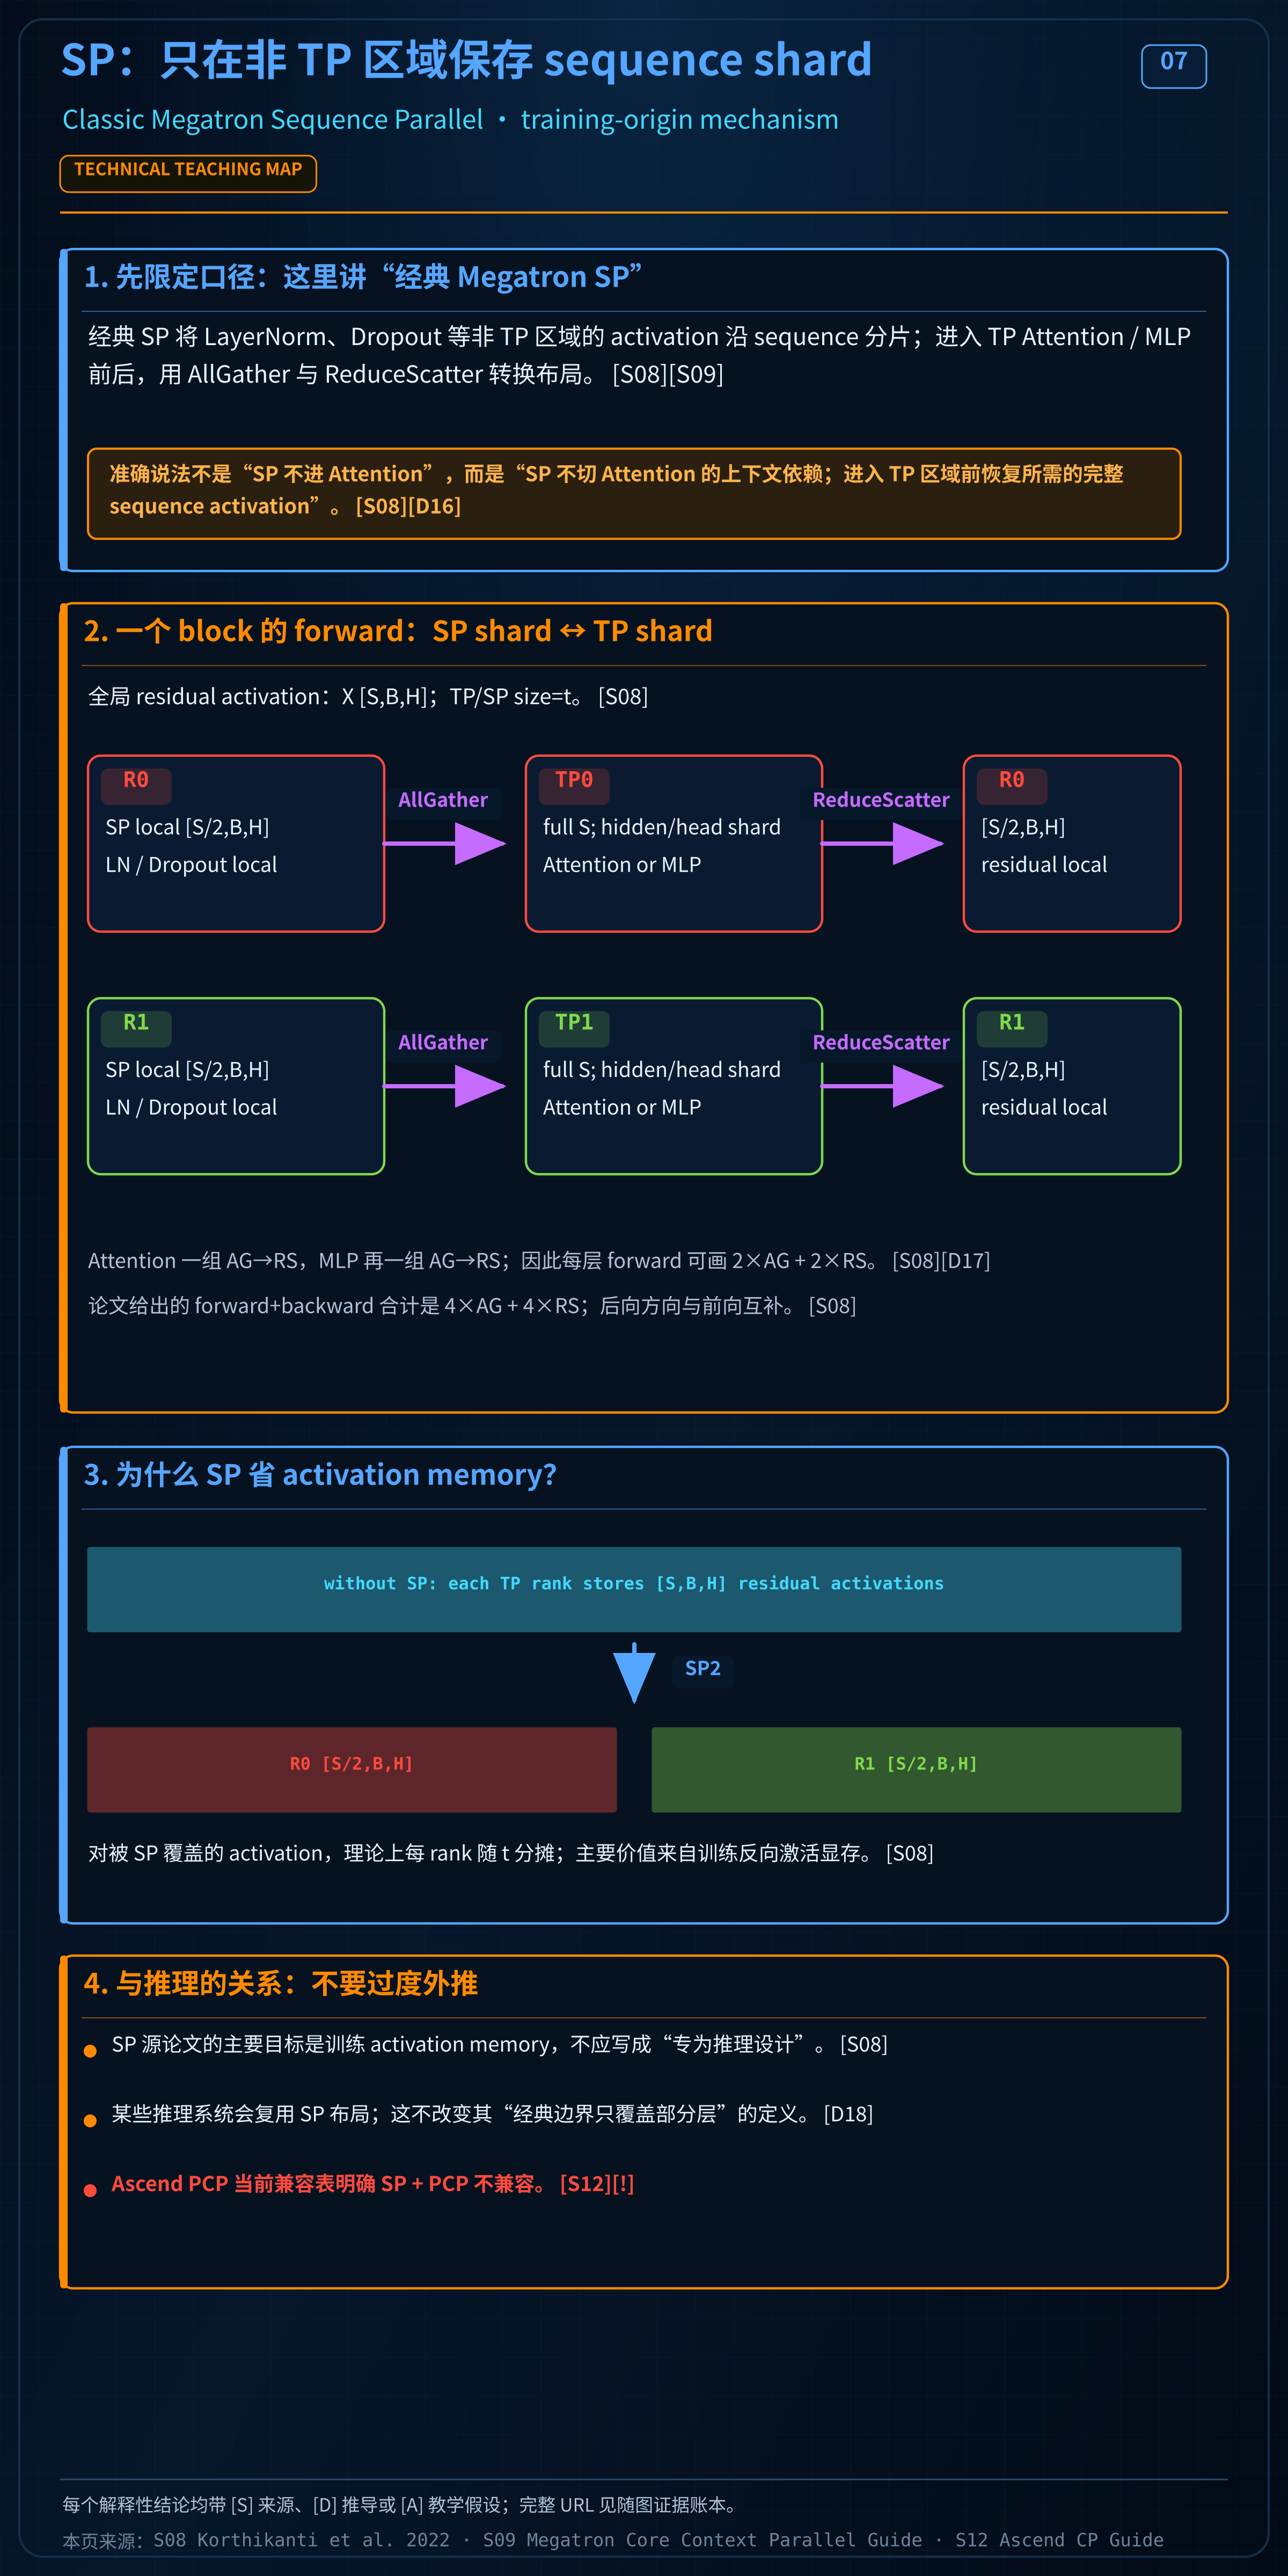 SP：只在非 TP 区域保存 sequence shard
07
Classic Megatron Sequence Parallel · training-origin mechanism
TECHNICAL TEACHING MAP
1. 先限定口径：这里讲“经典 Megatron SP”
经典 SP 将 LayerNorm、Dropout 等非 TP 区域的 activation 沿 sequence 分片；进入 TP Attention / MLP
前后，用 AllGather 与 ReduceScatter 转换布局。 [S08][S09]
准确说法不是“SP 不进 Attention”，而是“SP 不切 Attention 的上下文依赖；进入 TP 区域前恢复所需的完整
sequence activation”。 [S08][D16]
2. 一个 block 的 forward：SP shard ↔ TP shard
全局 residual activation：X [S,B,H]；TP/SP size=t。 [S08]
R0
SP local [S/2,B,H]
LN / Dropout local
AllGather
TP0
full S; hidden/head shard
Attention or MLP
ReduceScatter
R0
[S/2,B,H]
residual local
R1
SP local [S/2,B,H]
LN / Dropout local
AllGather
TP1
full S; hidden/head shard
Attention or MLP
ReduceScatter
R1
[S/2,B,H]
residual local
Attention 一组 AG→RS，MLP 再一组 AG→RS；因此每层 forward 可画 2×AG + 2×RS。 [S08][D17]
论文给出的 forward+backward 合计是 4×AG + 4×RS；后向方向与前向互补。 [S08]
3. 为什么 SP 省 activation memory?
without SP: each TP rank stores [S,B,H] residual activations
SP2
R0 [S/2,B,H]
R1 [S/2,B,H]
对被 SP 覆盖的 activation，理论上每 rank 随 t 分摊；主要价值来自训练反向激活显存。 [S08]
4. 与推理的关系：不要过度外推
SP 源论文的主要目标是训练 activation memory，不应写成“专为推理设计”。 [S08]
某些推理系统会复用 SP 布局；这不改变其“经典边界只覆盖部分层”的定义。 [D18]
Ascend PCP 当前兼容表明确 SP + PCP 不兼容。 [S12][!]
每个解释性结论均带 [S] 来源、[D] 推导或 [A] 教学假设；完整 URL 见随图证据账本。
本页来源：S08 Korthikanti et al. 2022 · S09 Megatron Core Context Parallel Guide · S12 Ascend CP Guide